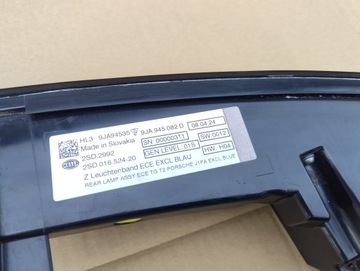 HL3 9JA94535 9JA.945.082.D 08.04.24
Made in Slovakia SN: 00000311 SW:0012
2SD.2992 GEN LEVEL: 01S HW: H04
2SD 016.524-20
Z Leuchtenband ECE EXCL BLAU
REAR LAMP ASSY ECE TG T2 PORSCHE J1PA EXCL BLUE